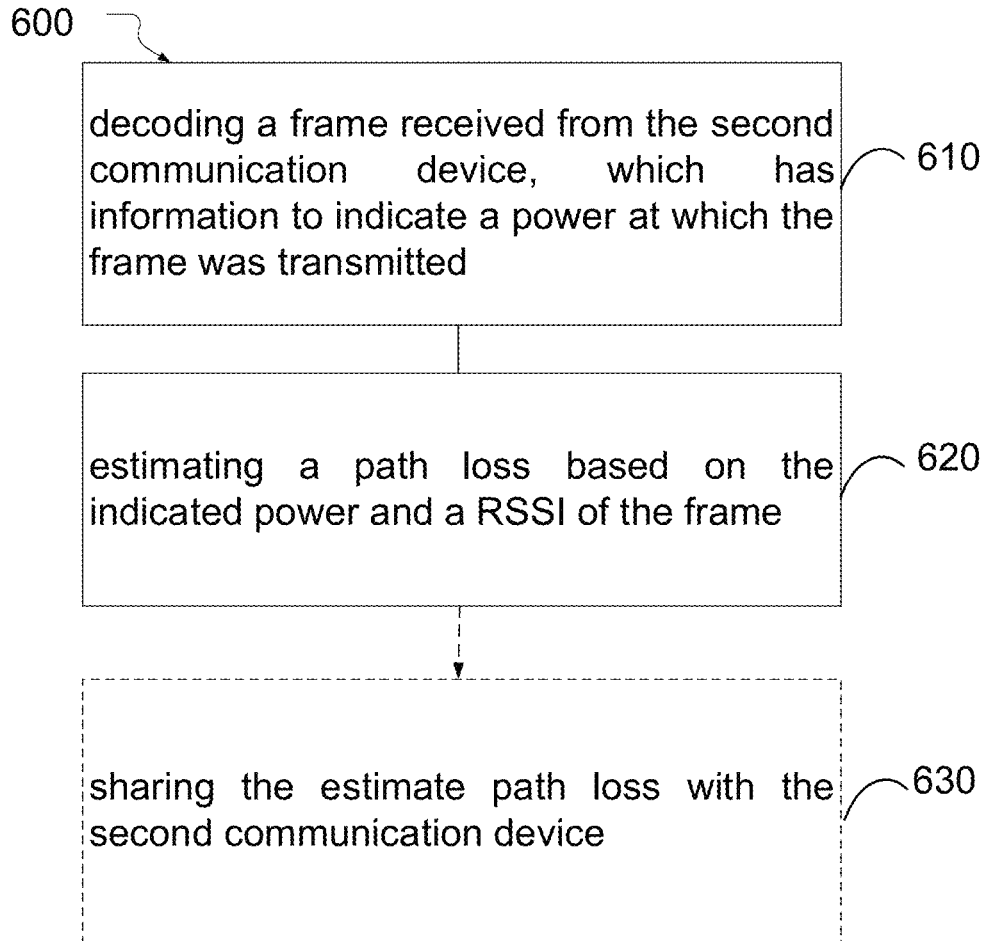 600
decoding a frame received from the second
communication device, which has
information to indicate a power at which the
frame was transmitted
610
estimating a path loss based on the
indicated power and a RSSI of the frame
620
sharing the estimate path loss with the
second communication device
630